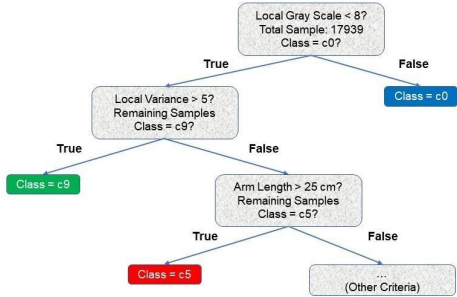 Local Gray Scale < 8?
Total Sample: 17939
Class = c0?
True
False
Local Variance > 5?
Remaining Samples
Class = c9?
Class = c0
True
False
Class = c9
Arm Length > 25 cm?
Remaining Samples
Class = c5?
True
False
Class = c5
...
(Other Criteria)